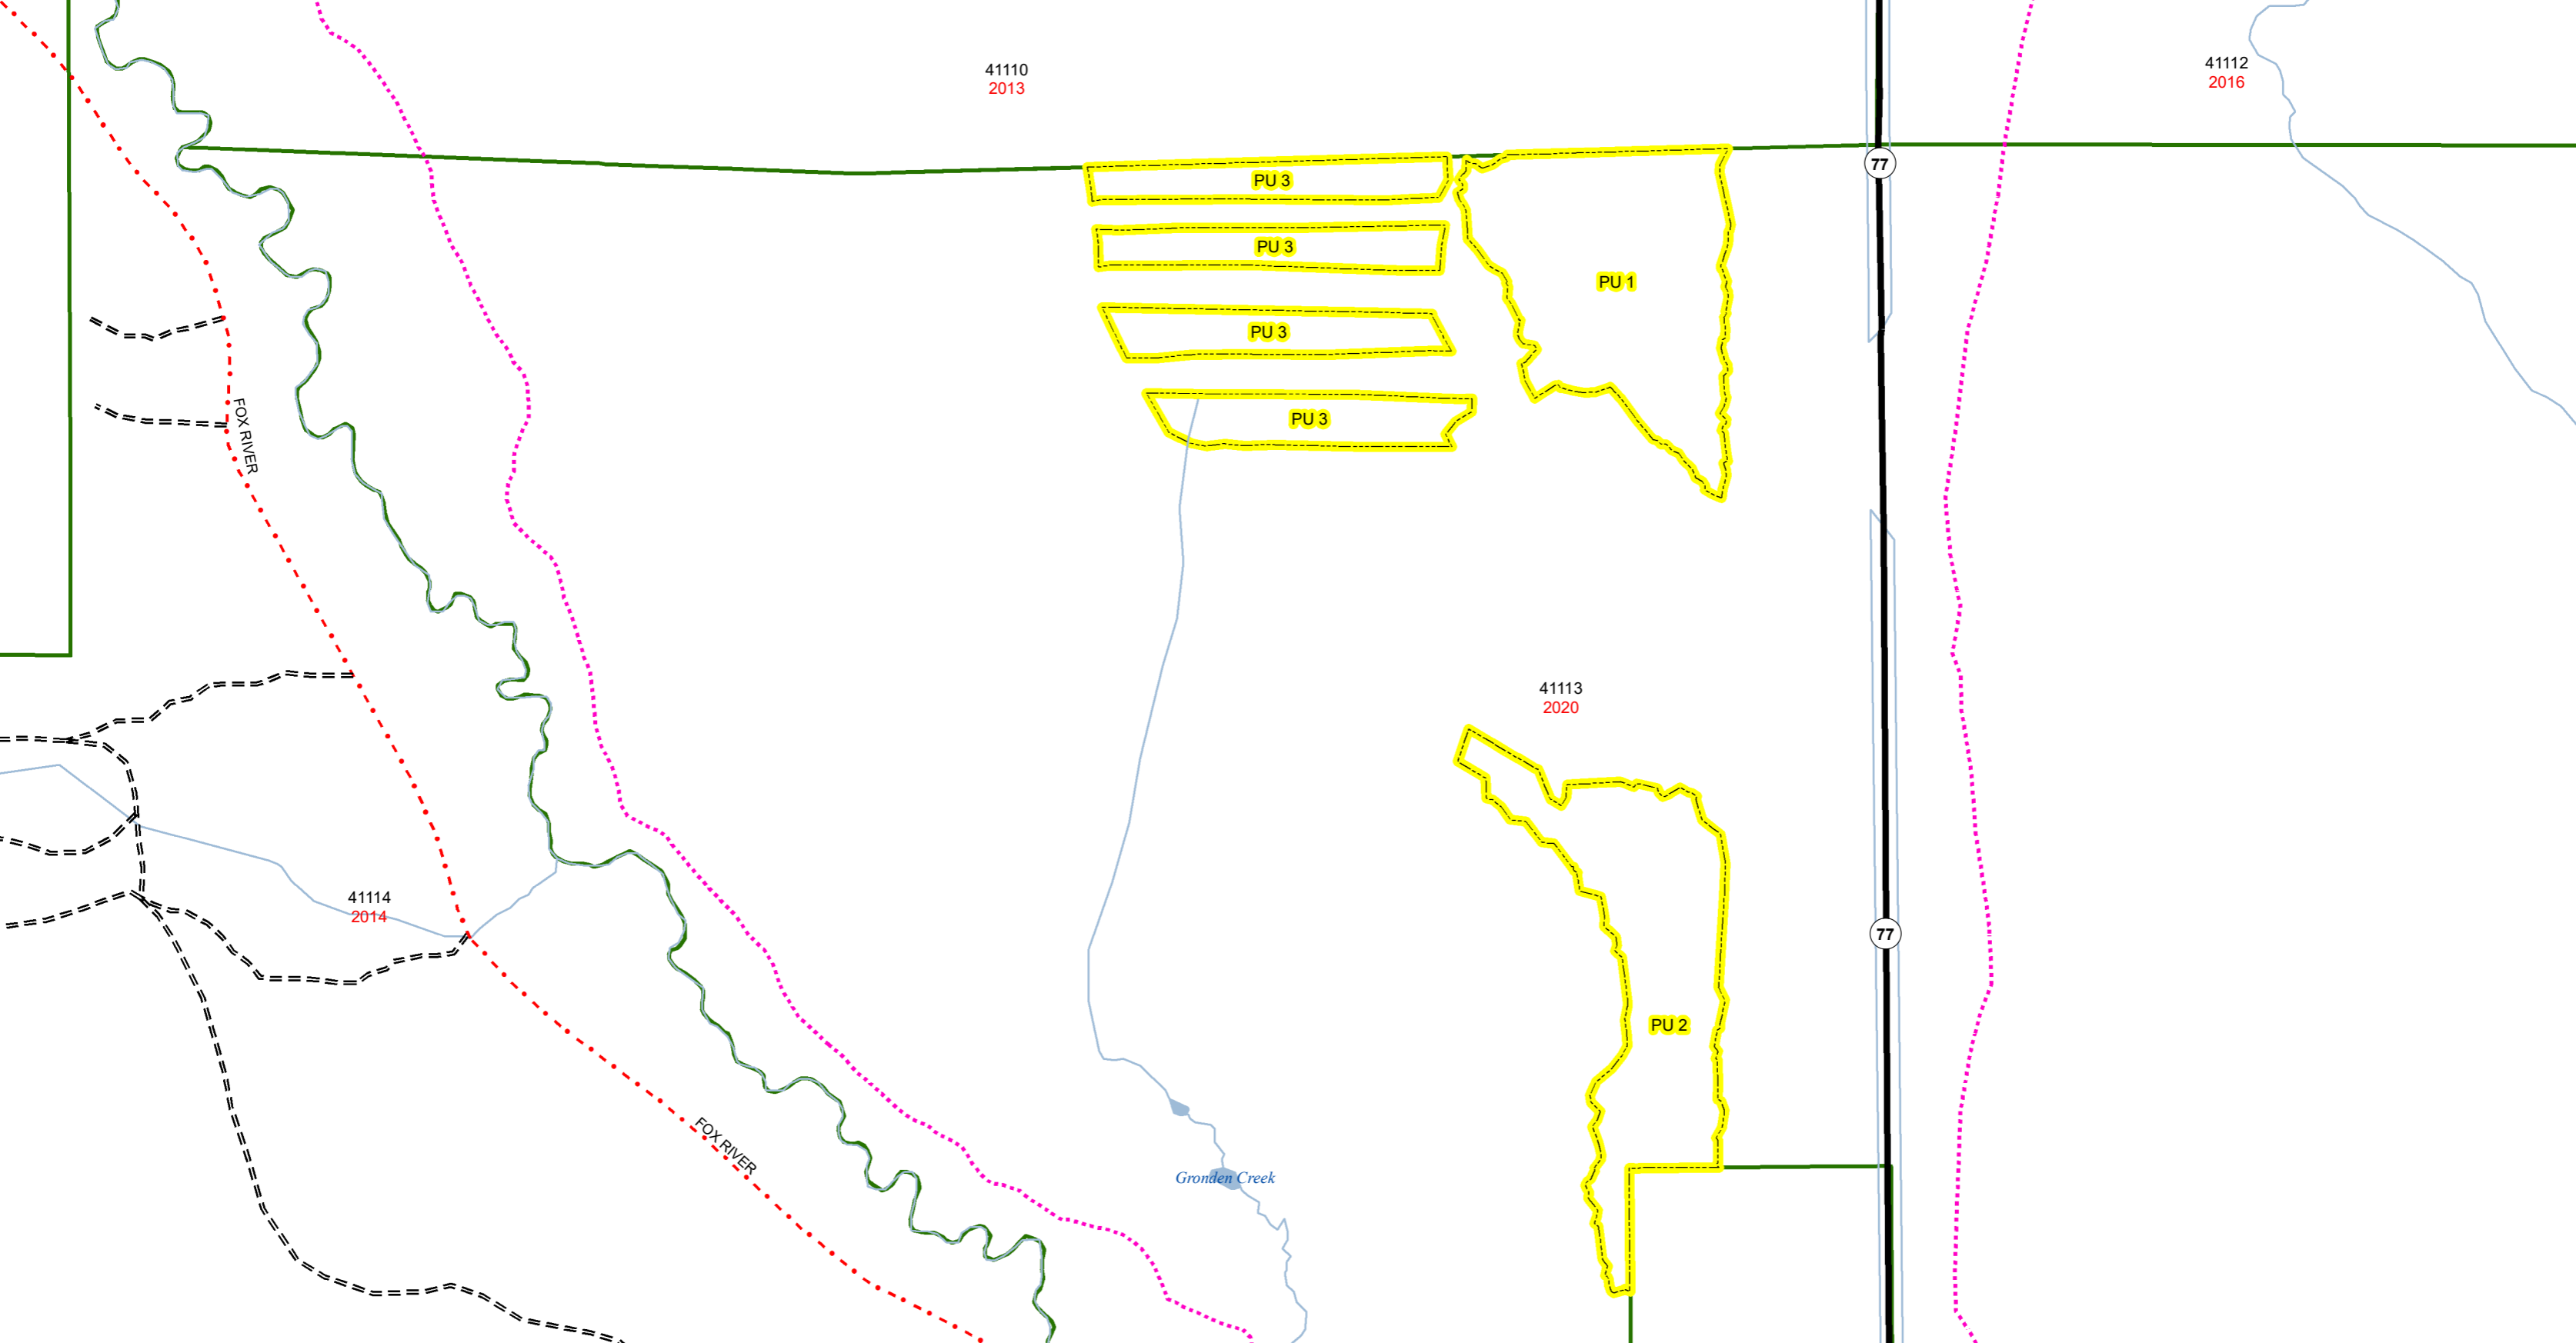 41110
2013
41112
2016
77
PU 3
PU 3
PU 1
PU 3
PU 3
FOX RIVER
41113
2020
41114
2014
77
PU 2
FOX RIVER
Gronden Creek